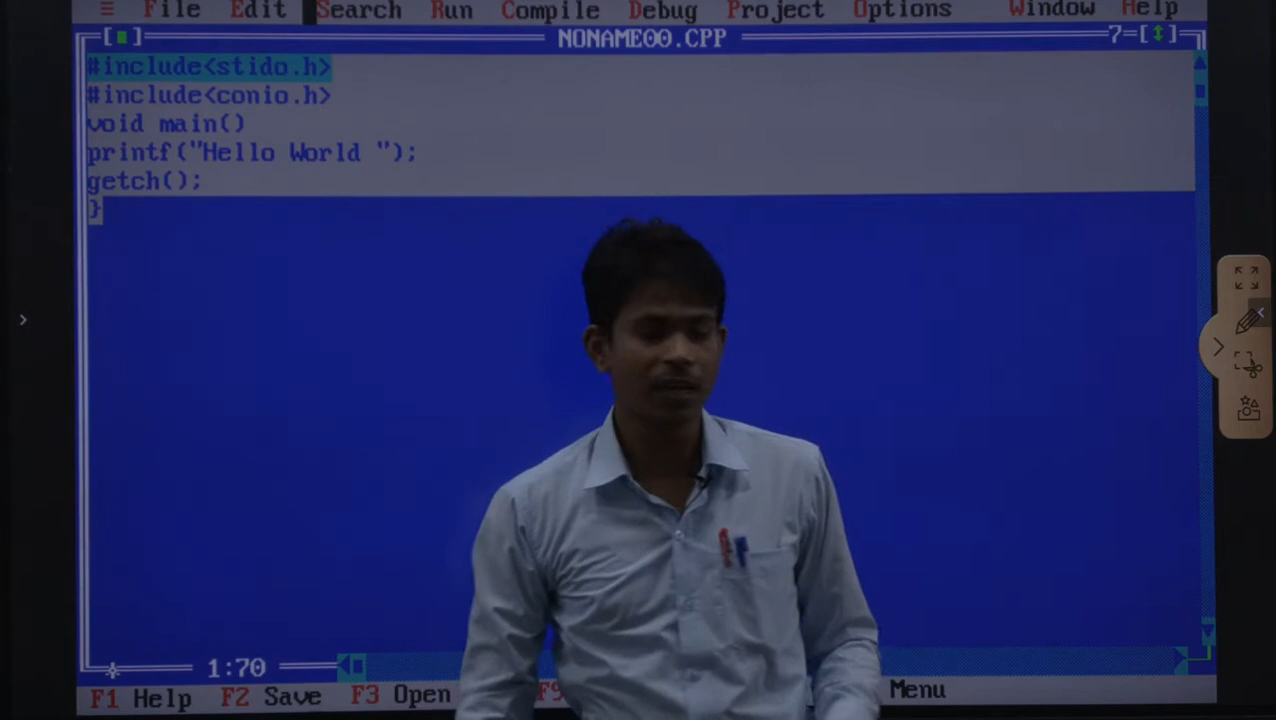 ≡ File Edit Search Run Compile Debug Project Options Window Help
[■] NONAME00.CPP 7=[↕]
#include<stido.h>
#include<conio.h>
void main()
printf("Hello World ");
getch();
}
1:70
F1 Help F2 Save F3 Open F9 Menu